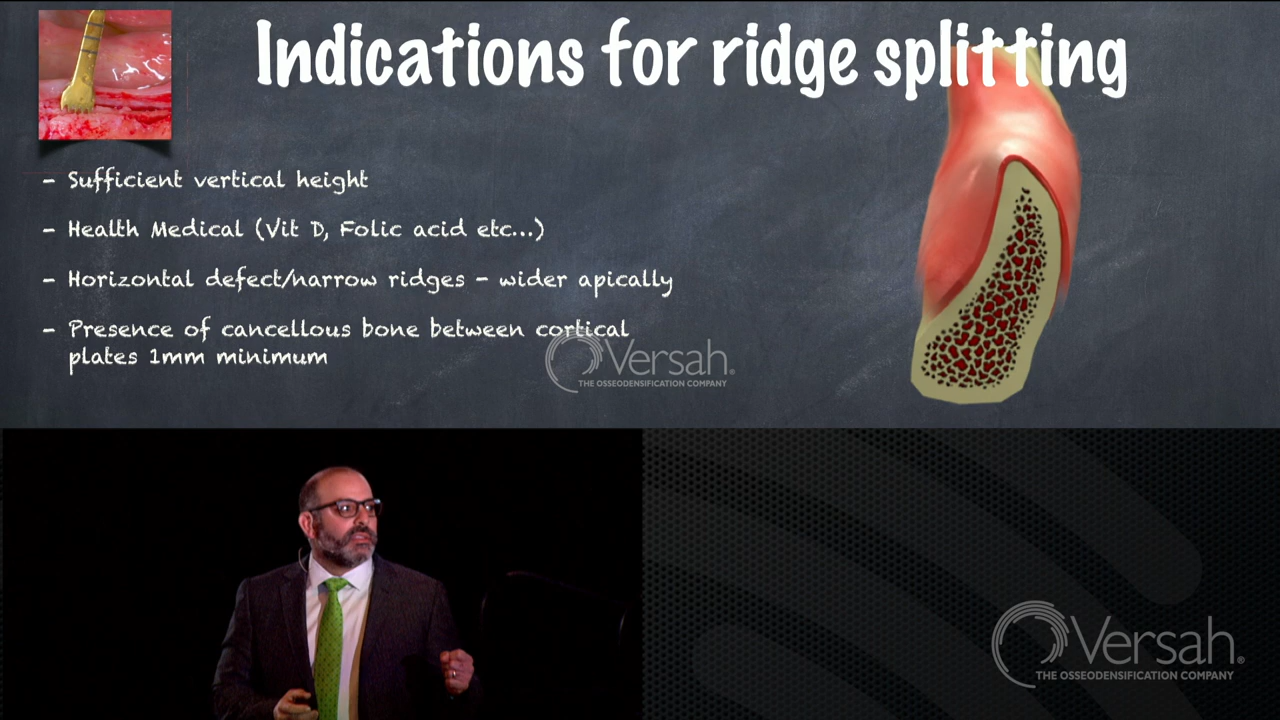 Indications for ridge splitting
- Sufficient vertical height
- Health Medical (Vit D, Folic acid etc...)
- Horizontal defect/narrow ridges - wider apically
- Presence of cancellous bone between cortical
plates 1mm minimum
Versah®
THE OSSEODENSIFICATION COMPANY
Versah®
THE OSSEODENSIFICATION COMPANY